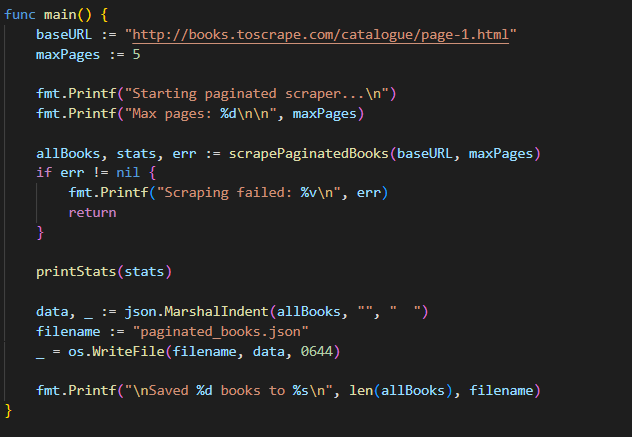 func main() {
    baseURL := "http://books.toscrape.com/catalogue/page-1.html"
    maxPages := 5

    fmt.Printf("Starting paginated scraper...\n")
    fmt.Printf("Max pages: %d\n\n", maxPages)

    allBooks, stats, err := scrapePaginatedBooks(baseURL, maxPages)
    if err != nil {
        fmt.Printf("Scraping failed: %v\n", err)
        return
    }

    printStats(stats)

    data, _ := json.MarshalIndent(allBooks, "", "  ")
    filename := "paginated_books.json"
    _ = os.WriteFile(filename, data, 0644)

    fmt.Printf("\nSaved %d books to %s\n", len(allBooks), filename)
}